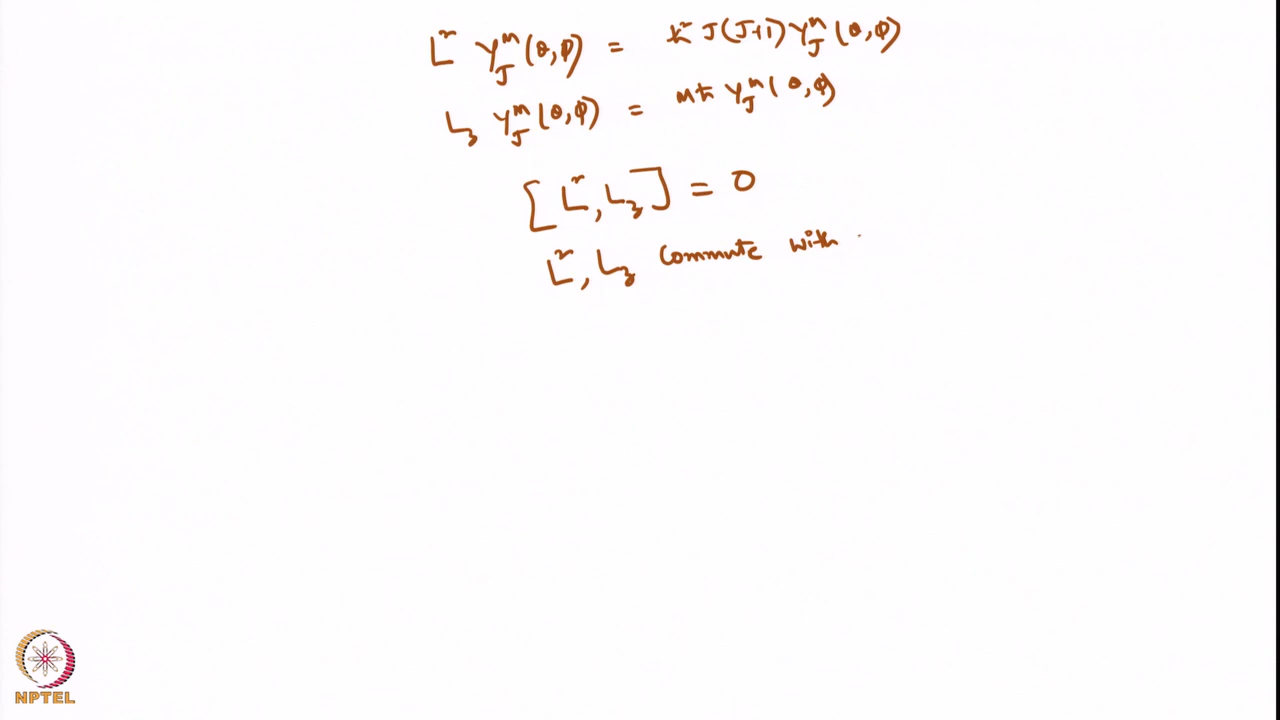 L² Y_J^m(θ,φ) = ħ² J(J+1) Y_J^m(θ,φ)
L_z Y_J^m(θ,φ) = mħ Y_J^m(θ,φ)
[L², L_z] = 0
L², L_z commute with
NPTEL